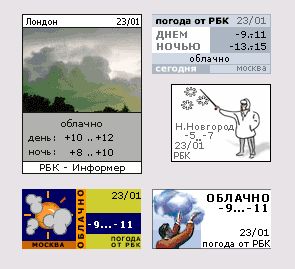 Лондон 23/01
облачно
день: +10 .. +12
ночь: +8 .. +10
РБК - Информер
погода от РБК 23/01
ДНЕМ -9..-11
НОЧЬЮ -13..-15
облачно
сегодня москва
Н.Новгород
-5..-7
23/01
РБК
23/01
ОБЛАЧНО
-9...-11
МОСКВА
ПОГОДА
ОТ РБК
ОБЛАЧНО
-9...-11
23/01
погода от РБК